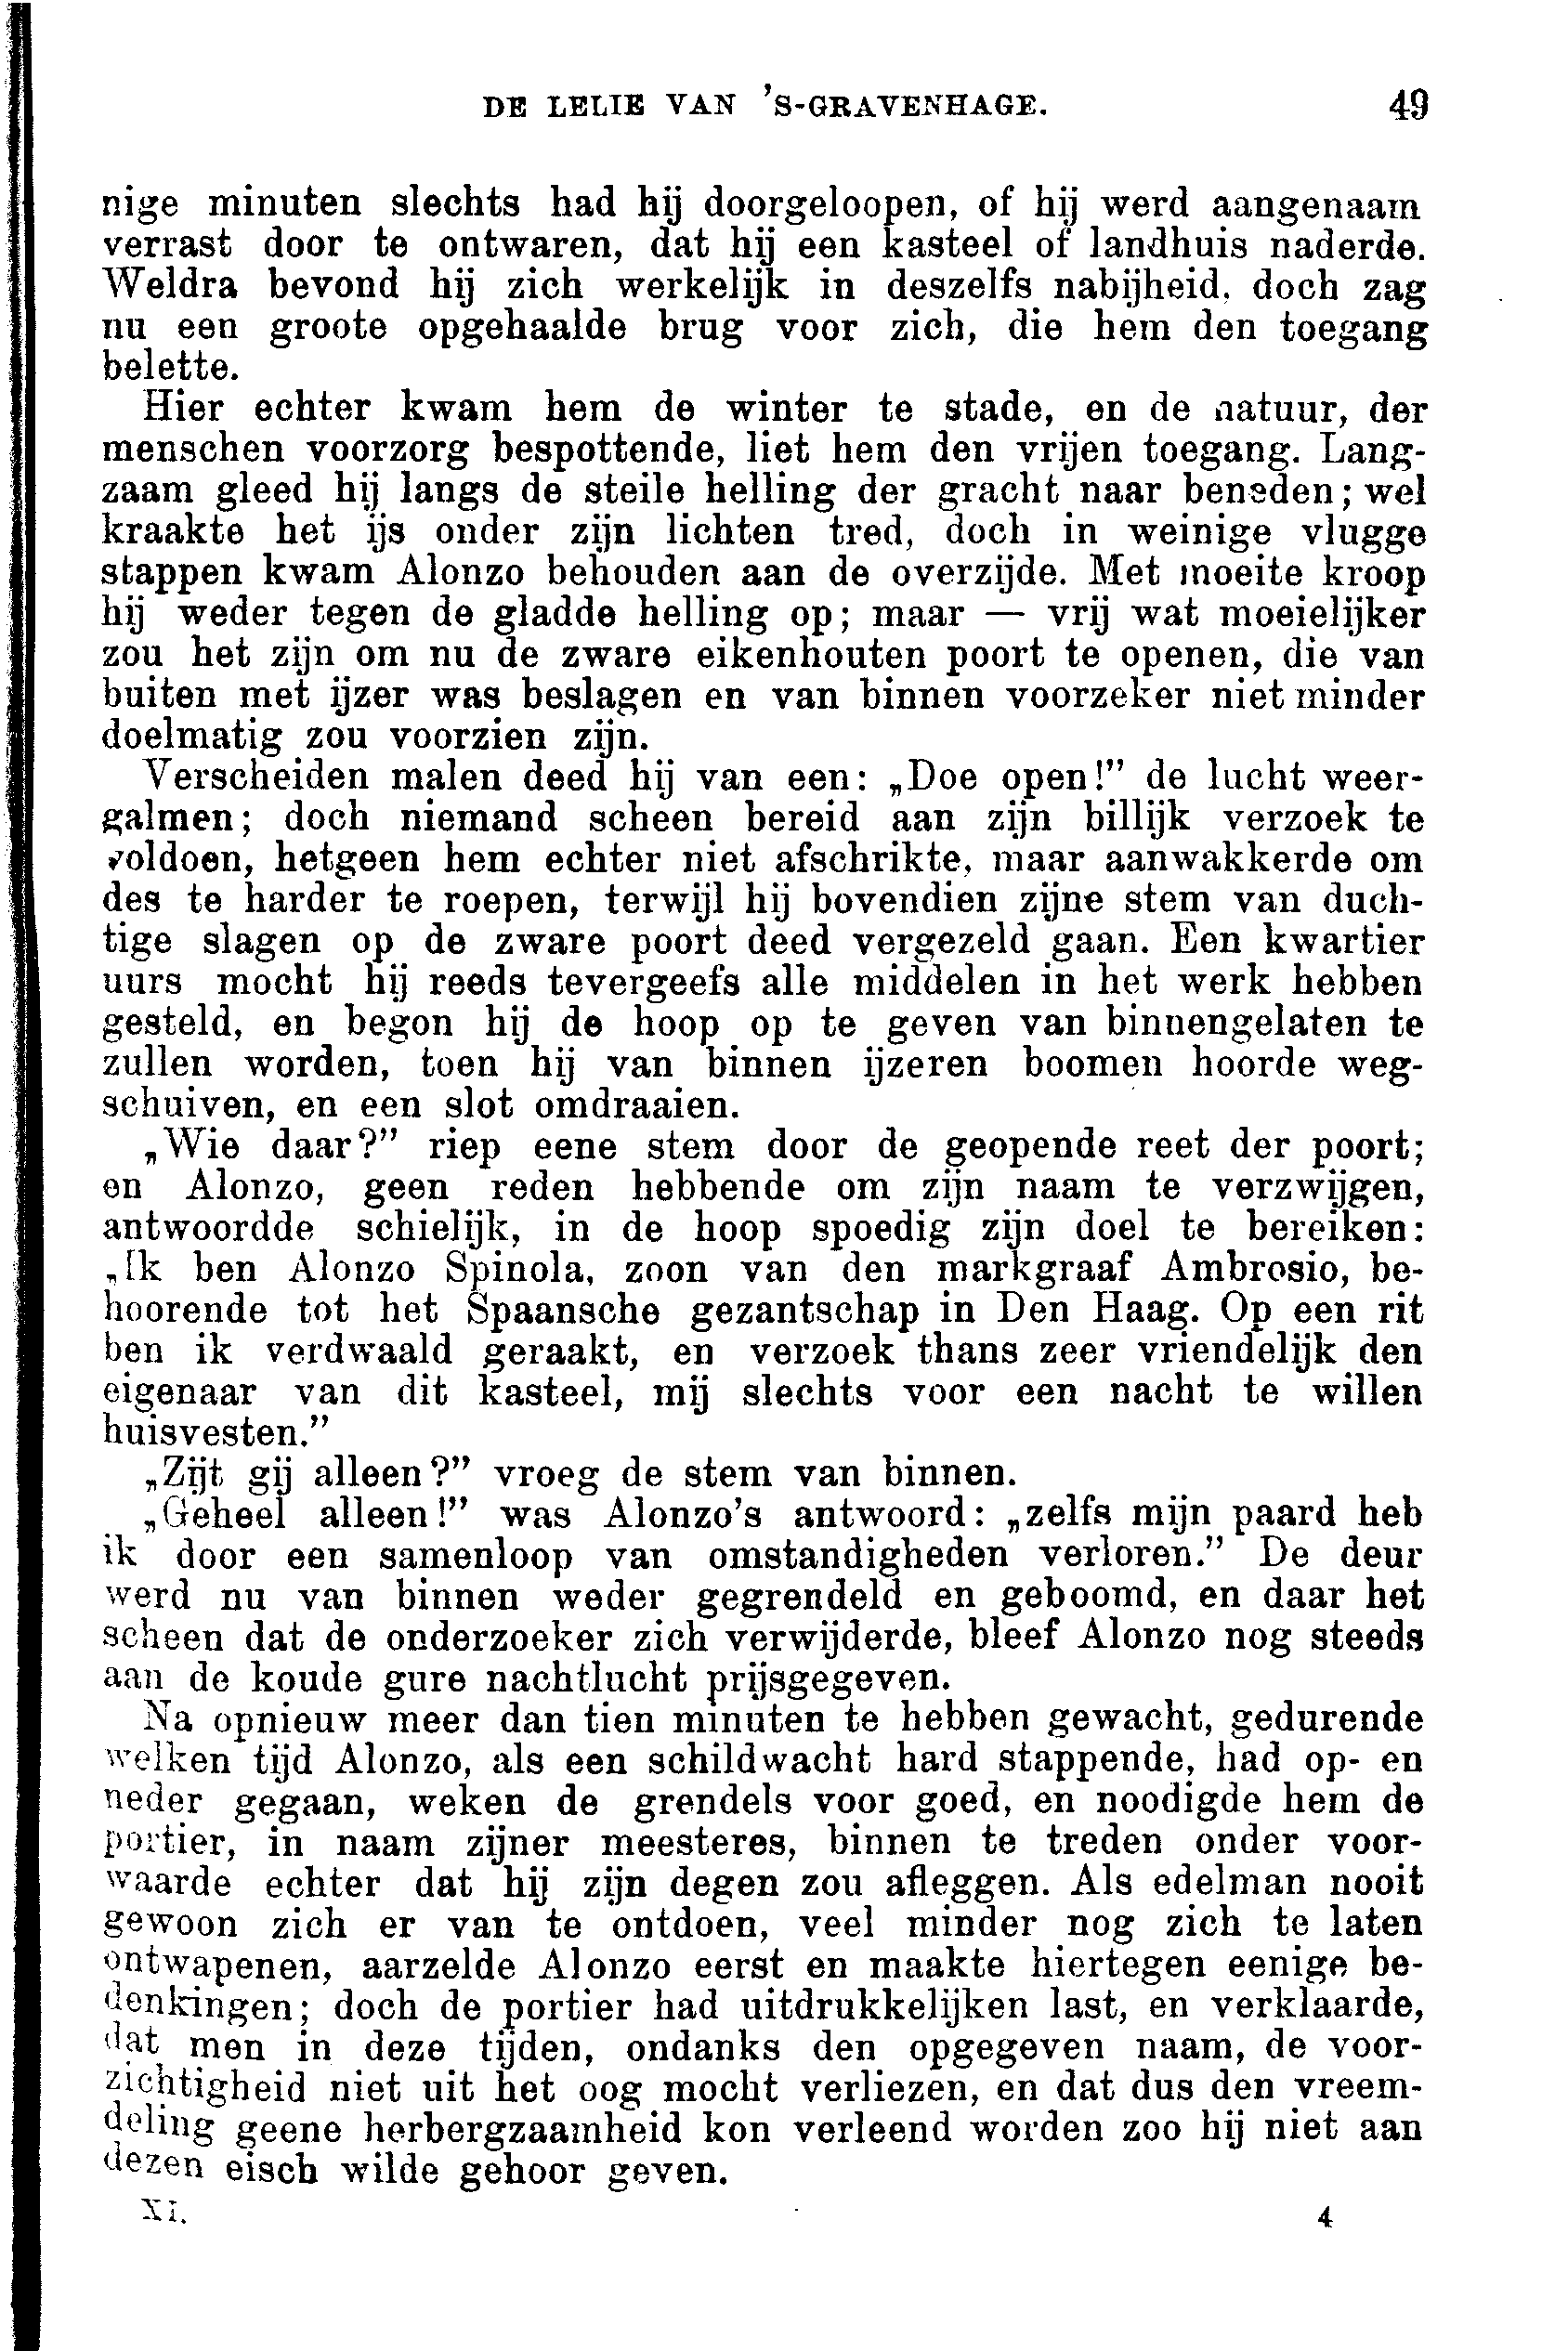 DE LELIE VAN 'S-GRAVENHAGE. 49
nige minuten slechts had hij doorgeloopen, of hij werd aangenaam
verrast door te ontwaren, dat hij een kasteel of landhuis naderde.
Weldra bevond hij zich werkelijk in deszelfs nabijheid, doch zag
nu een groote opgehaalde brug voor zich, die hem den toegang
belette.
Hier echter kwam hem de winter te stade, en de natuur, der
menschen voorzorg bespottende, liet hem den vrijen toegang. Lang-
zaam gleed hij langs de steile helling der gracht naar beneden; wel
kraakte het ijs onder zijn lichten tred, doch in weinige vlugge
stappen kwam Alonzo behouden aan de overzijde. Met moeite kroop
hij weder tegen de gladde helling op; maar — vrij wat moeielijker
zou het zijn om nu de zware eikenhouten poort te openen, die van
buiten met ijzer was beslagen en van binnen voorzeker niet minder
doelmatig zou voorzien zijn.
Verscheiden malen deed hij van een: „Doe open!” de lucht weer-
galmen; doch niemand scheen bereid aan zijn billijk verzoek te
voldoen, hetgeen hem echter niet afschrikte, maar aanwakkerde om
des te harder te roepen, terwijl hij bovendien zijne stem van duch-
tige slagen op de zware poort deed vergezeld gaan. Een kwartier
uurs mocht hij reeds tevergeefs alle middelen in het werk hebben
gesteld, en begon hij de hoop op te geven van binnengelaten te
zullen worden, toen hij van binnen ijzeren boomen hoorde weg-
schuiven, en een slot omdraaien.
„Wie daar?” riep eene stem door de geopende reet der poort;
en Alonzo, geen reden hebbende om zijn naam te verzwijgen,
antwoordde schielijk, in de hoop spoedig zijn doel te bereiken:
„Ik ben Alonzo Spinola, zoon van den markgraaf Ambrosio, be-
hoorende tot het Spaansche gezantschap in Den Haag. Op een rit
ben ik verdwaald geraakt, en verzoek thans zeer vriendelijk den
eigenaar van dit kasteel, mij slechts voor een nacht te willen
huisvesten.”
„Zijt gij alleen?” vroeg de stem van binnen.
„Geheel alleen!” was Alonzo's antwoord: „zelfs mijn paard heb
ik door een samenloop van omstandigheden verloren.” De deur
werd nu van binnen weder gegrendeld en geboomd, en daar het
scheen dat de onderzoeker zich verwijderde, bleef Alonzo nog steeds
aan de koude gure nachtlucht prijsgegeven.
Na opnieuw meer dan tien minuten te hebben gewacht, gedurende
welken tijd Alonzo, als een schildwacht hard stappende, had op- en
neder gegaan, weken de grendels voor goed, en noodigde hem de
portier, in naam zijner meesteres, binnen te treden onder voor-
waarde echter dat hij zijn degen zou afleggen. Als edelman nooit
gewoon zich er van te ontdoen, veel minder nog zich te laten
ontwapenen, aarzelde Alonzo eerst en maakte hiertegen eenige be-
denkingen; doch de portier had uitdrukkelijken last, en verklaarde,
dat men in deze tijden, ondanks den opgegeven naam, de voor-
zichtigheid niet uit het oog mocht verliezen, en dat dus den vreem-
deling geene herbergzaamheid kon verleend worden zoo hij niet aan
dezen eisch wilde gehoor geven.
XI. 4